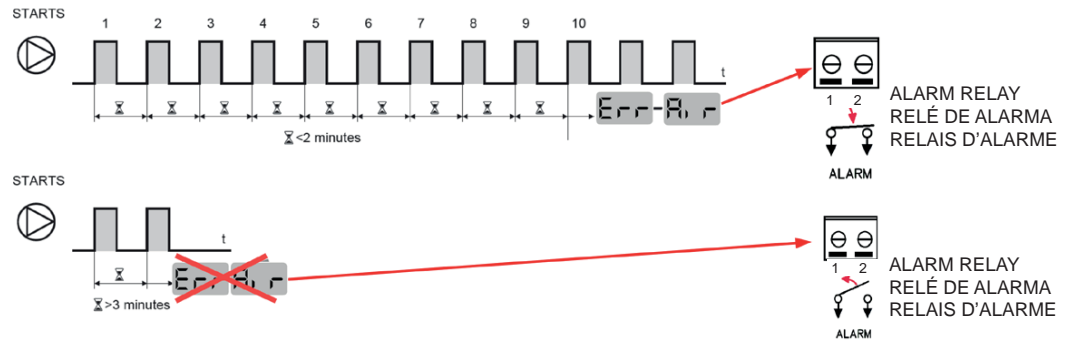 STARTS
1 2 3 4 5 6 7 8 9 10
t
Err-Air
<2 minutes
1 2
ALARM RELAY
RELÉ DE ALARMA
RELAIS D'ALARME
ALARM
STARTS
t
Err Air
>3 minutes
1 2
ALARM RELAY
RELÉ DE ALARMA
RELAIS D'ALARME
ALARM